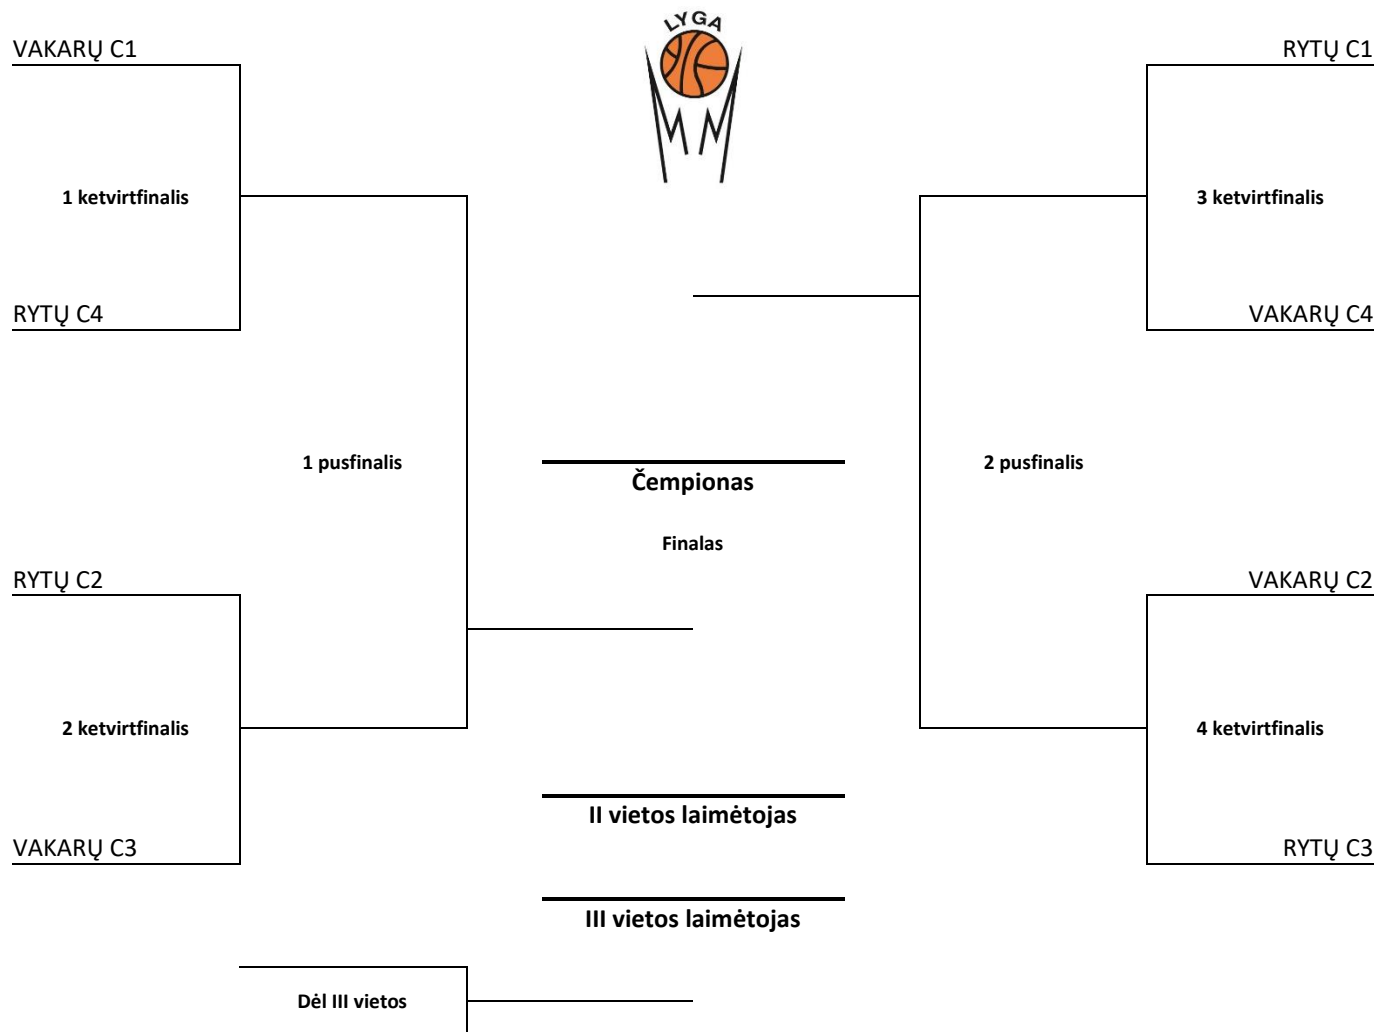 LYGA
VAKARŲ C1
RYTŲ C1
1 ketvirtfinalis
3 ketvirtfinalis
RYTŲ C4
VAKARŲ C4
1 pusfinalis
2 pusfinalis
Čempionas
Finalas
RYTŲ C2
VAKARŲ C2
2 ketvirtfinalis
4 ketvirtfinalis
II vietos laimėtojas
VAKARŲ C3
RYTŲ C3
III vietos laimėtojas
Dėl III vietos